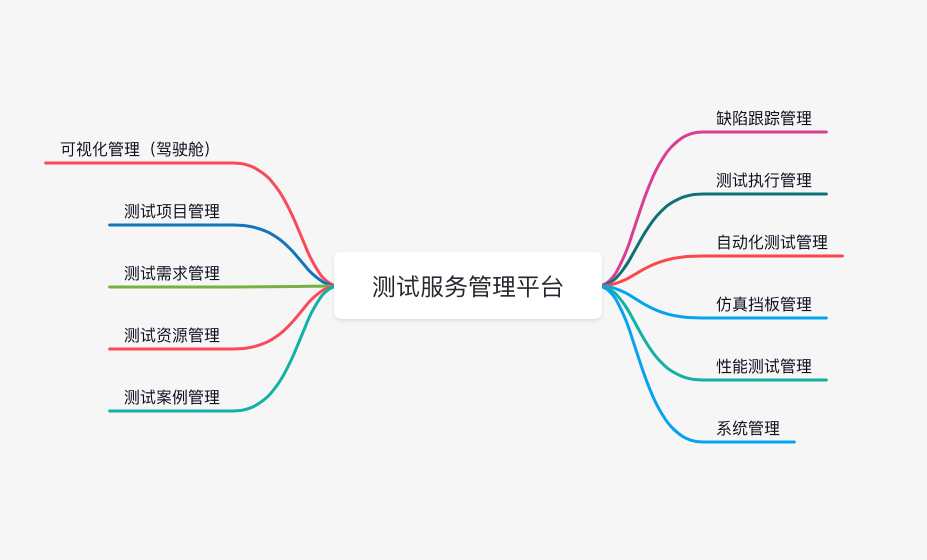 可视化管理（驾驶舱）
测试项目管理
测试需求管理
测试资源管理
测试案例管理
测试服务管理平台
缺陷跟踪管理
测试执行管理
自动化测试管理
仿真挡板管理
性能测试管理
系统管理